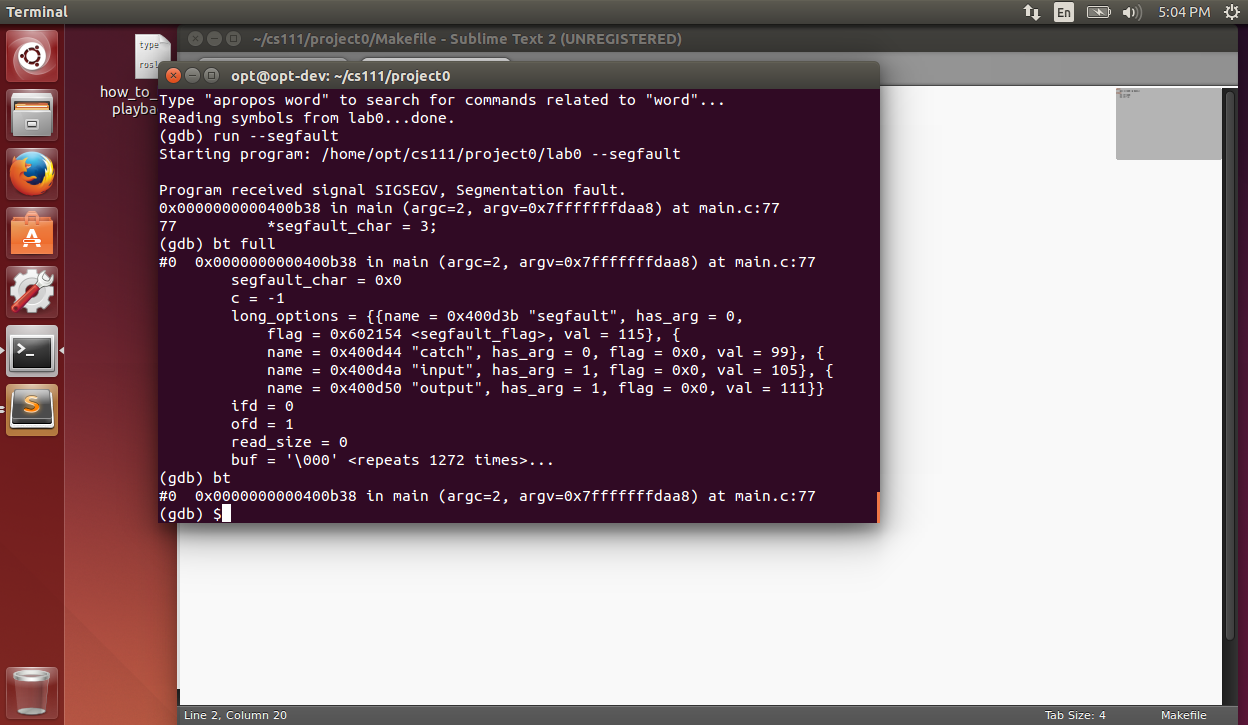 Terminal
En
5:04 PM
~/cs111/project0/Makefile - Sublime Text 2 (UNREGISTERED)
type
rosl
how_to_
playba
opt@opt-dev: ~/cs111/project0
Type "apropos word" to search for commands related to "word"...
Reading symbols from lab0...done.
(gdb) run --segfault
Starting program: /home/opt/cs111/project0/lab0 --segfault
Program received signal SIGSEGV, Segmentation fault.
0x0000000000400b38 in main (argc=2, argv=0x7fffffffdaa8) at main.c:77
77          *segfault_char = 3;
(gdb) bt full
#0  0x0000000000400b38 in main (argc=2, argv=0x7fffffffdaa8) at main.c:77
        segfault_char = 0x0
        c = -1
        long_options = {{name = 0x400d3b "segfault", has_arg = 0,
            flag = 0x602154 <segfault_flag>, val = 115}, {
            name = 0x400d44 "catch", has_arg = 0, flag = 0x0, val = 99}, {
            name = 0x400d4a "input", has_arg = 1, flag = 0x0, val = 105}, {
            name = 0x400d50 "output", has_arg = 1, flag = 0x0, val = 111}}
        ifd = 0
        ofd = 1
        read_size = 0
        buf = '\000' <repeats 1272 times>...
(gdb) bt
#0  0x0000000000400b38 in main (argc=2, argv=0x7fffffffdaa8) at main.c:77
(gdb) $
Line 2, Column 20
Tab Size: 4
Makefile